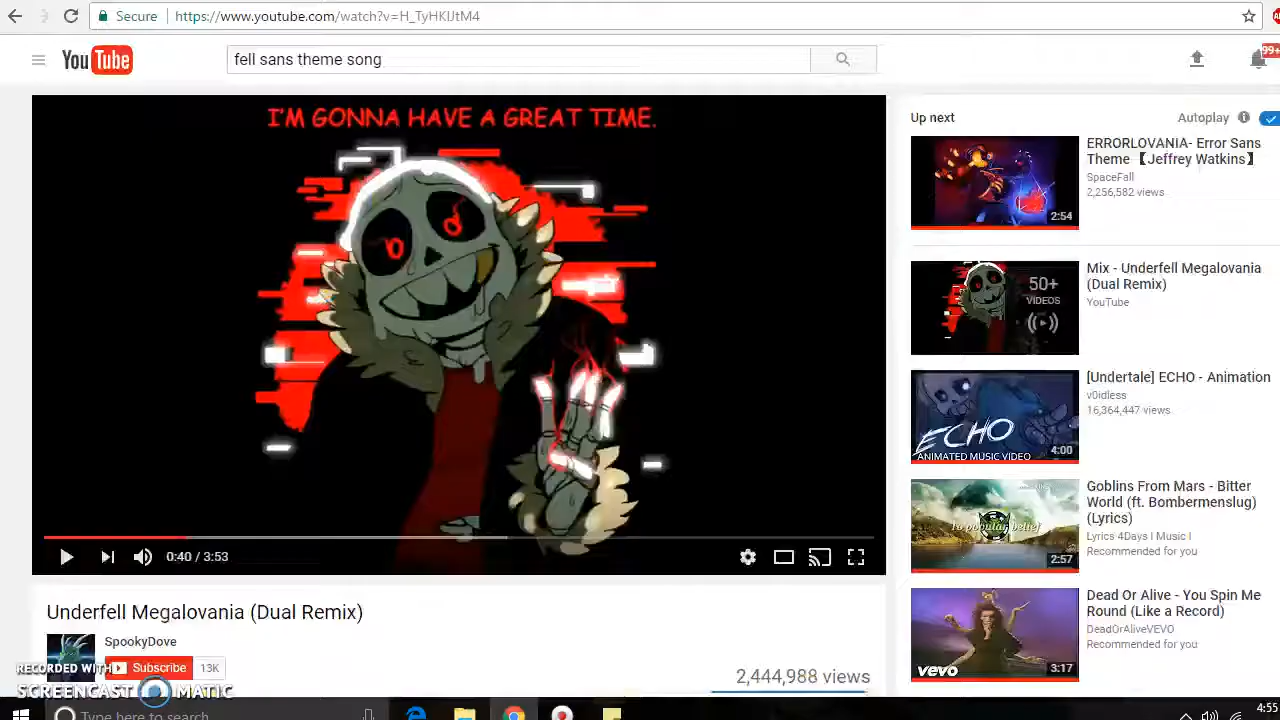 Secure https://www.youtube.com/watch?v=H_TyHKlJtM4
YouTube
fell sans theme song
99+
I'M GONNA HAVE A GREAT TIME.
0:40 / 3:53
Underfell Megalovania (Dual Remix)
SpookyDove
Subscribe 13K
2,444,988 views
RECORDED WITH
SCREENCAST MATIC
Up next
Autoplay
ERRORLOVANIA- Error Sans
Theme 【Jeffrey Watkins】
SpaceFall
2,256,582 views
2:54
Mix - Underfell Megalovania
(Dual Remix)
YouTube
50+
VIDEOS
[Undertale] ECHO - Animation
v0idless
16,364,447 views
ECHO
ANIMATED MUSIC VIDEO
4:00
Goblins From Mars - Bitter
World (ft. Bombermenslug)
(Lyrics)
Lyrics 4Days I Music I
Recommended for you
To popular belief
2:57
Dead Or Alive - You Spin Me
Round (Like a Record)
DeadOrAliveVEVO
Recommended for you
vevo
3:17
Type here to search
4:55